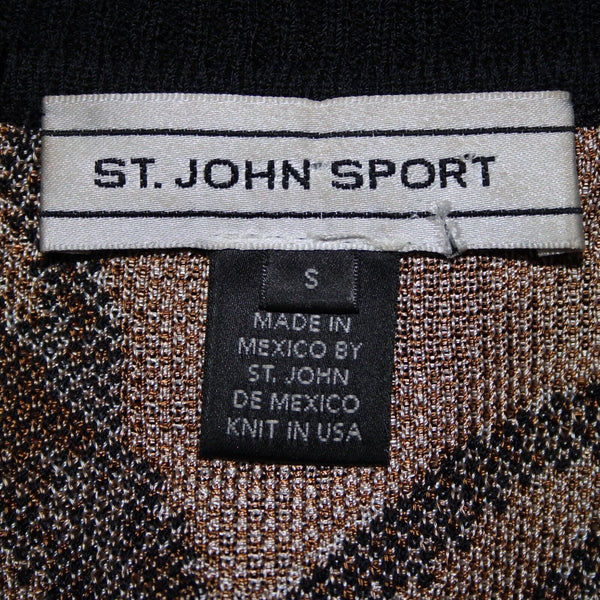 ST. JOHN SPORT
S
MADE IN
MEXICO BY
ST. JOHN
DE MEXICO
KNIT IN USA